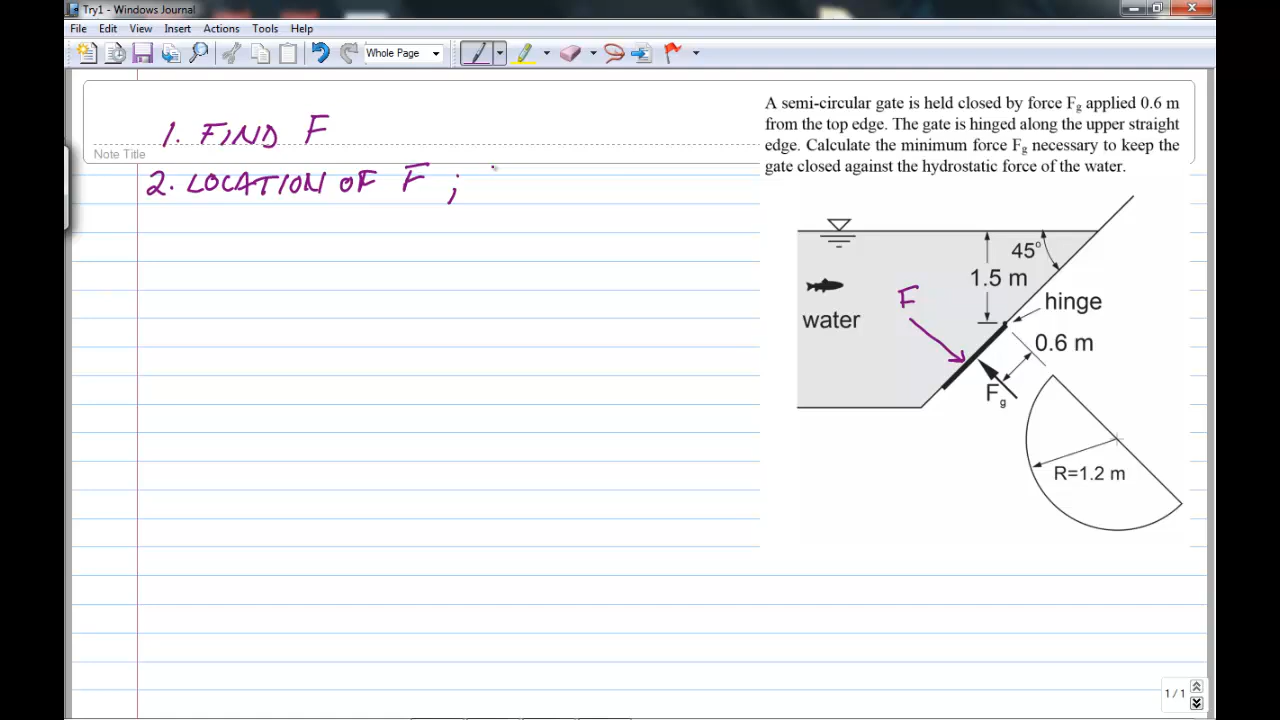 Try1 - Windows Journal
File Edit View Insert Actions Tools Help
Whole Page
Note Title
1. FIND F
2. LOCATION OF F ;
A semi-circular gate is held closed by force Fg applied 0.6 m
from the top edge. The gate is hinged along the upper straight
edge. Calculate the minimum force Fg necessary to keep the
gate closed against the hydrostatic force of the water.
45°
1.5 m
F
water
hinge
0.6 m
Fg
R=1.2 m
1 / 1